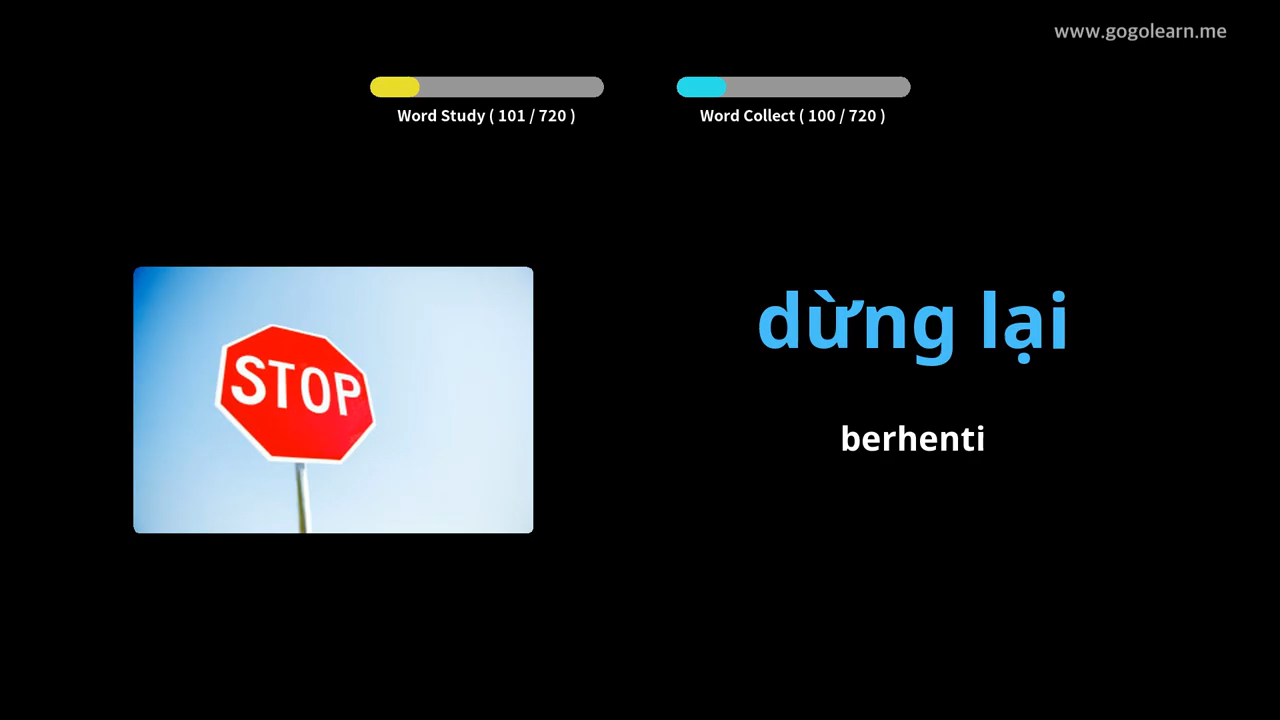 www.gogolearn.me
Word Study ( 101 / 720 )
Word Collect ( 100 / 720 )
STOP
dừng lại
berhenti